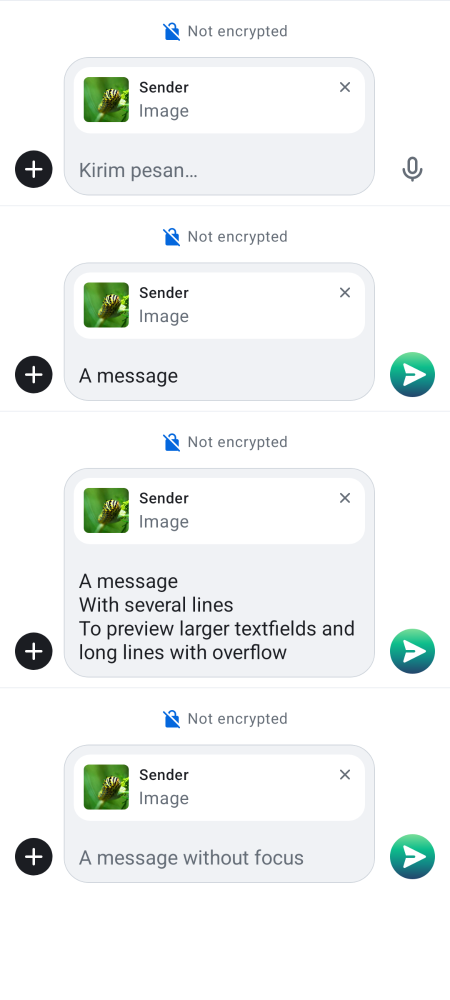 Not encrypted
Sender
Image
Kirim pesan…
Not encrypted
Sender
Image
A message
Not encrypted
Sender
Image
A message
With several lines
To preview larger textfields and
long lines with overflow
Not encrypted
Sender
Image
A message without focus